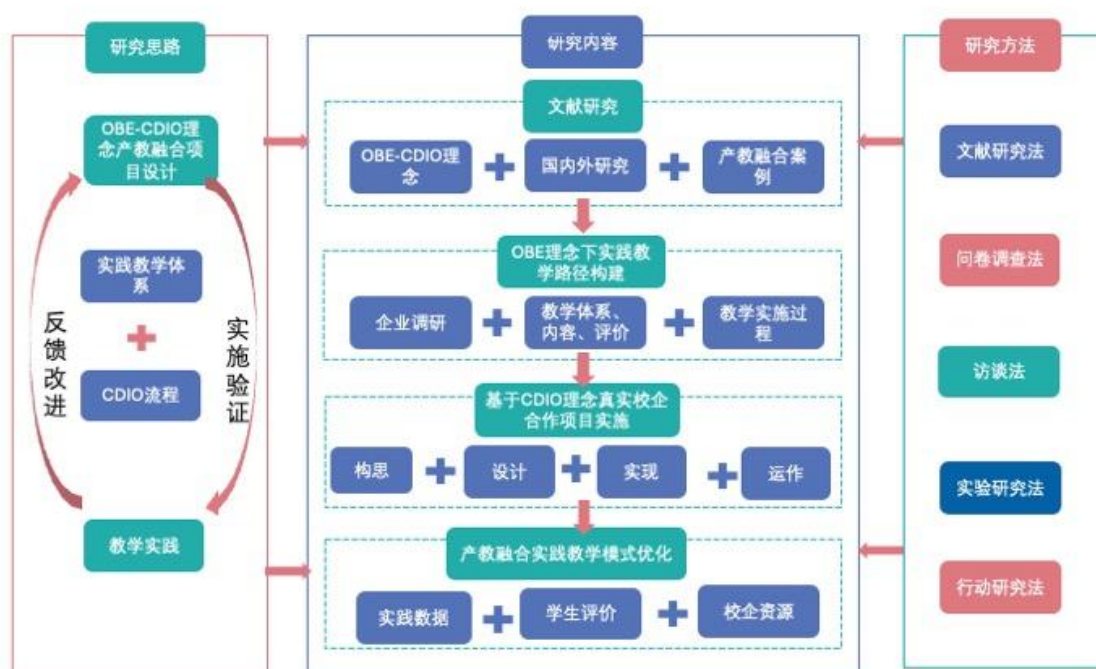 研究思路
OBE-CDIO理
念产教融合项
目设计
实践教学体
系
CDIO流程
反馈改进
实施验证
教学实践
研究内容
文献研究
OBE-CDIO理
念
国内外研究
产教融合案
例
OBE理念下实践教
学路径构建
企业调研
教学体系、
内容、评价
教学实施过
程
基于CDIO理念真实校企
合作项目实施
构思
设计
实现
运作
产教融合实践教学模式优化
实践数据
学生评价
校企资源
研究方法
文献研究法
问卷调查法
访谈法
实验研究法
行动研究法